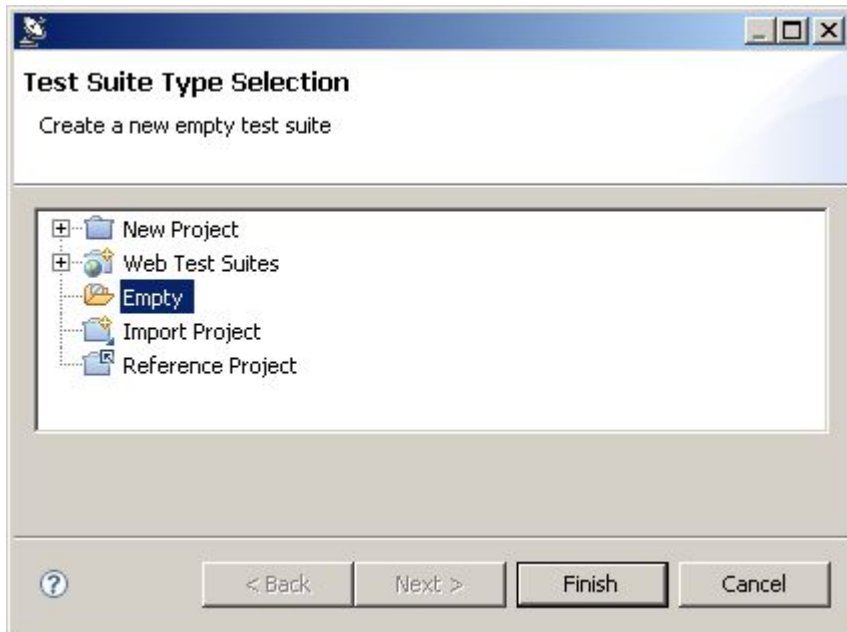 Test Suite Type Selection
Create a new empty test suite
New Project
Web Test Suites
Empty
Import Project
Reference Project
< Back Next > Finish Cancel